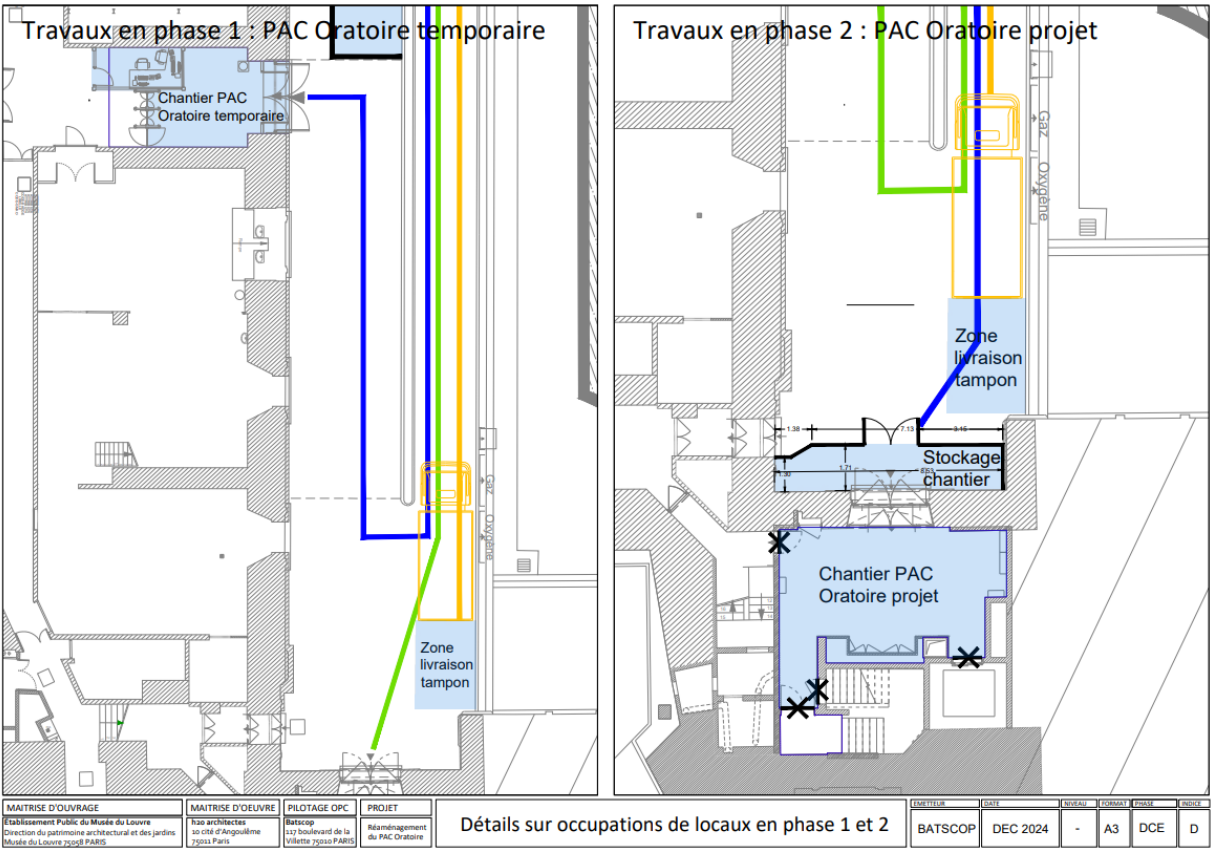 Travaux en phase 1 : PAC Oratoire temporaire
Chantier PAC
Oratoire temporaire
Gaz
Oxygène
Zone
livraison
tampon
Travaux en phase 2 : PAC Oratoire projet
Gaz
Oxygène
Zone
livraison
tampon
1.38
7.13
3.15
1.30
1.71
Stockage
chantier
Chantier PAC
Oratoire projet
MAITRISE D'OUVRAGE
Établissement Public du Musée du Louvre
Direction du patrimoine architectural et des jardins
Musée du Louvre 75058 PARIS
MAITRISE D'OEUVRE
h2o architectes
10 cité d'Angoulême
75011 Paris
PILOTAGE OPC
Batscop
117 boulevard de la
Villette 75010 PARIS
PROJET
Réaménagement
du PAC Oratoire
Détails sur occupations de locaux en phase 1 et 2
EMETTEUR
BATSCOP
DATE
DEC 2024
NIVEAU
-
FORMAT
A3
PHASE
DCE
INDICE
D